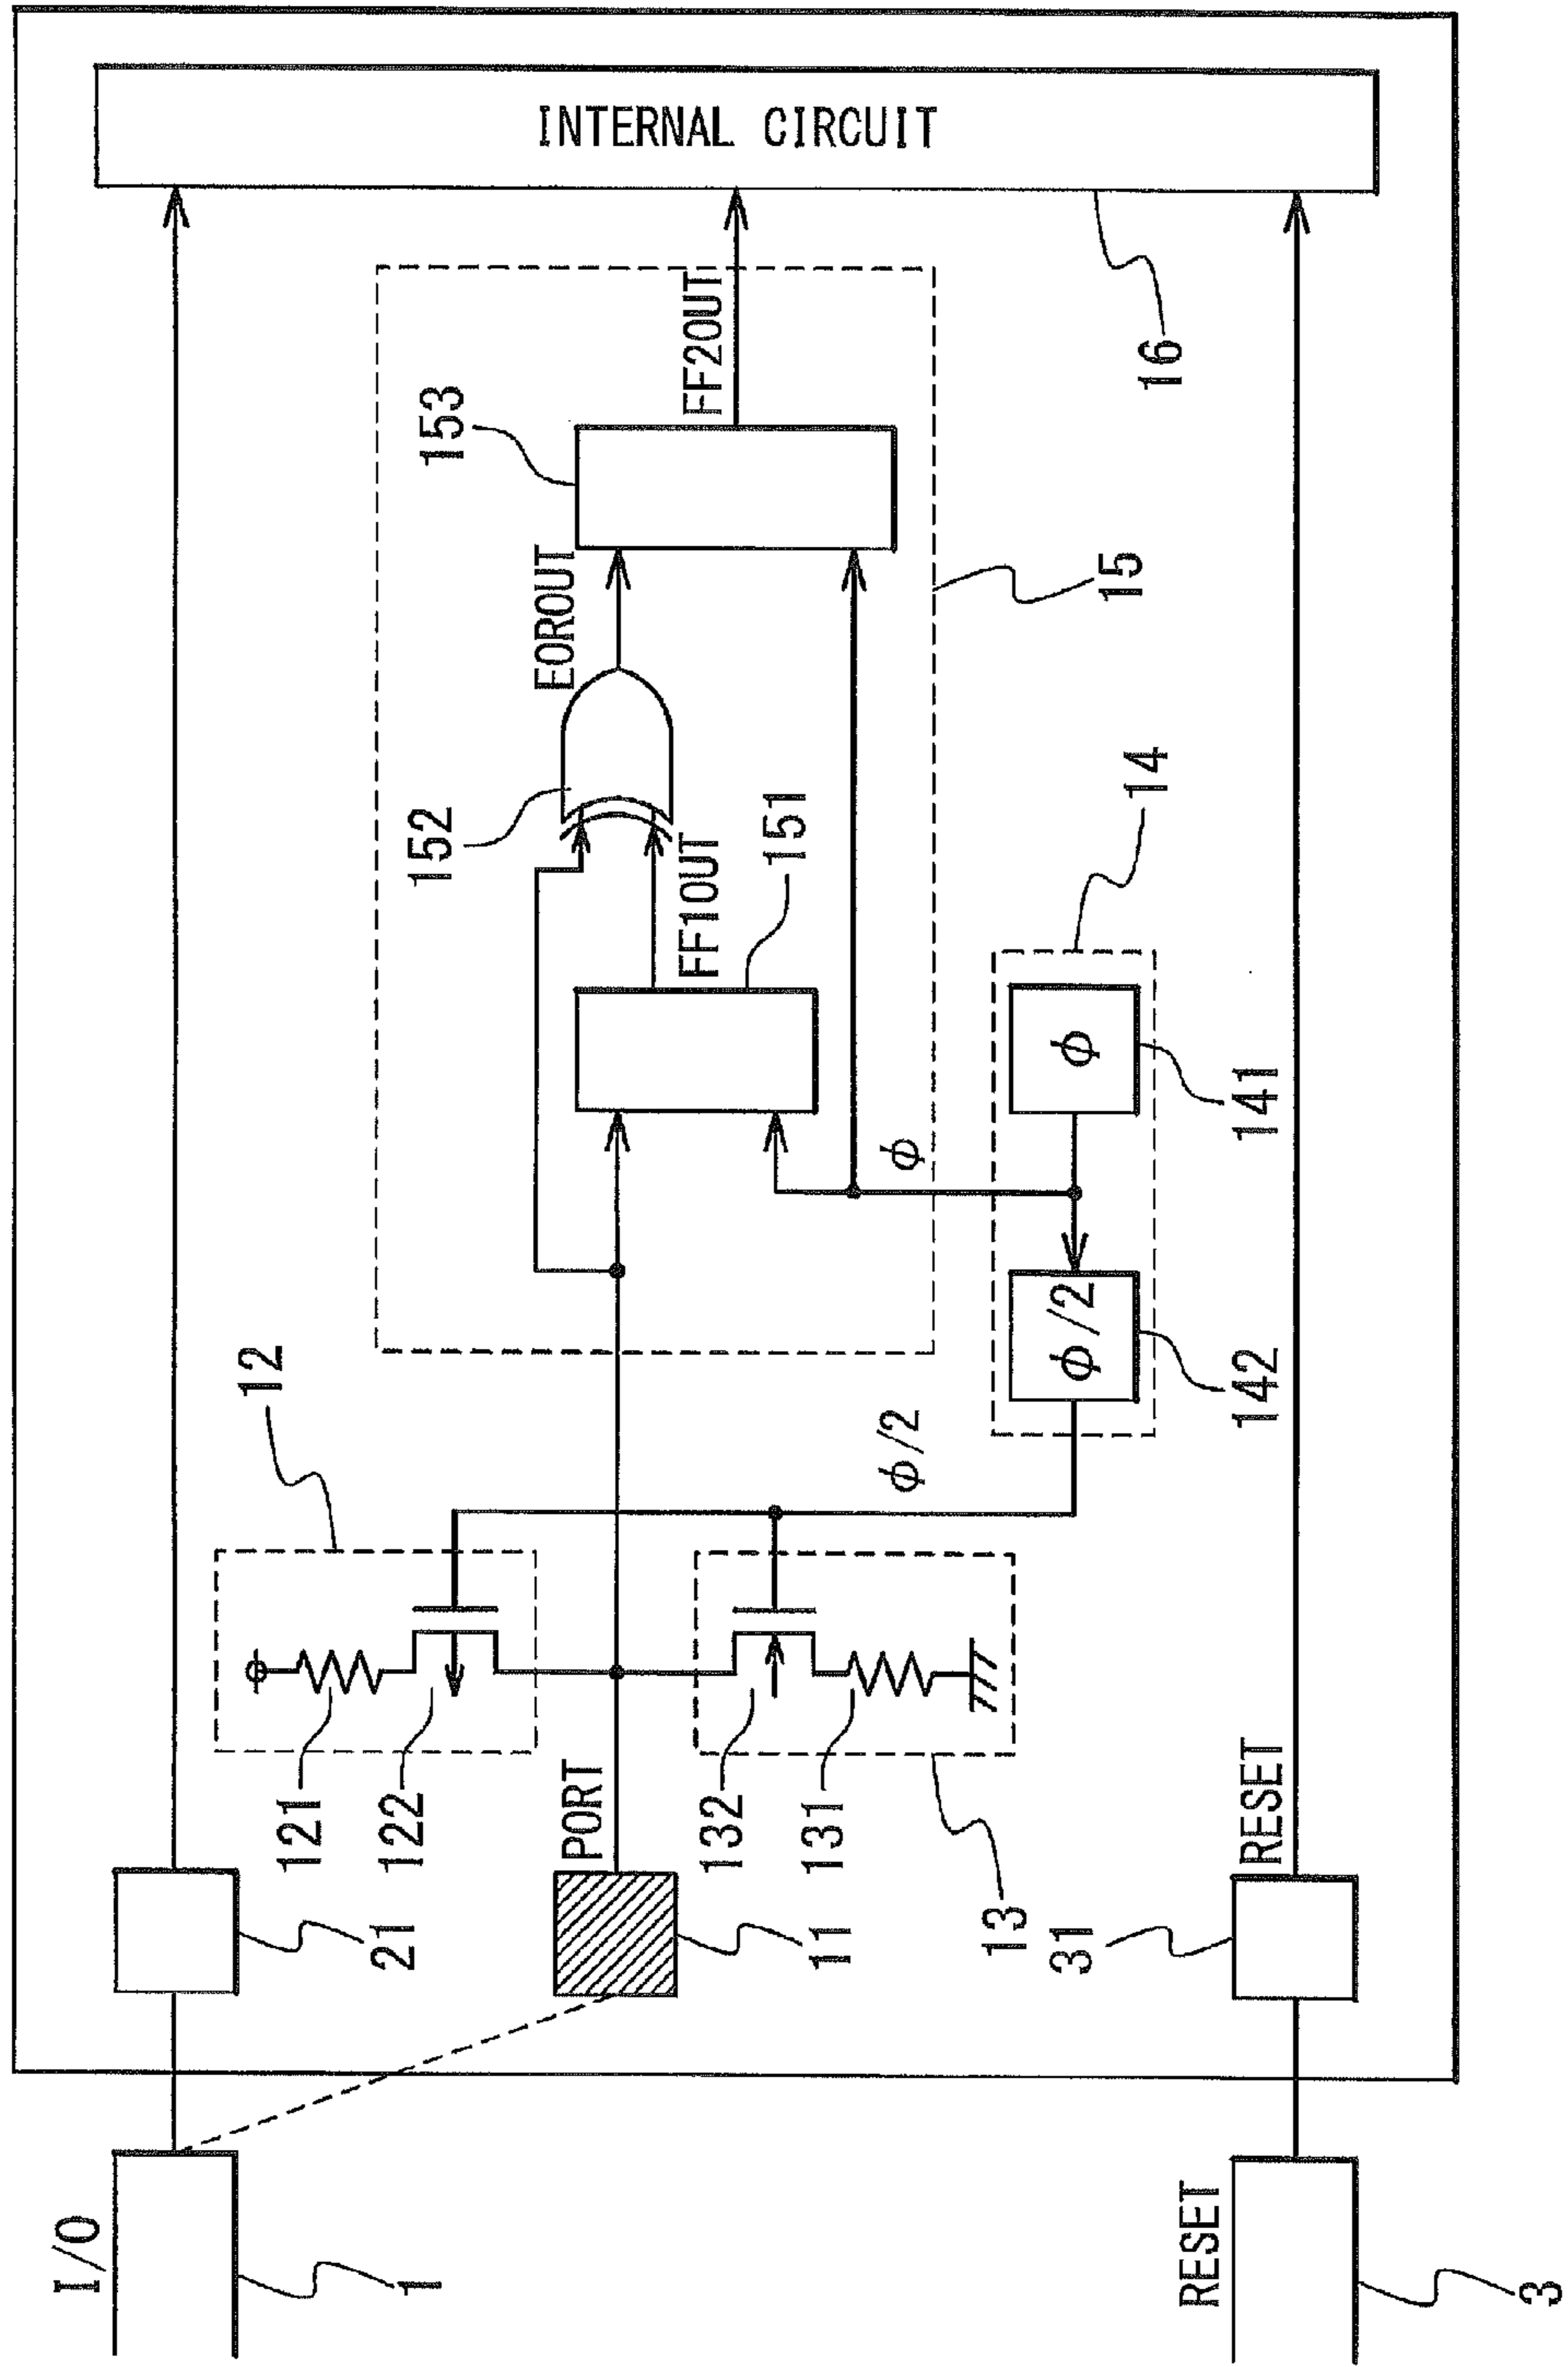 INTERNAL CIRCUIT
16
FF2OUT
153
EOROUT
15
152
FF1OUT
151
14
φ
141
φ
φ/2
142
φ/2
12
121
122
PORT
132
131
13
RESET
21
11
31
I/O
1
RESET
3